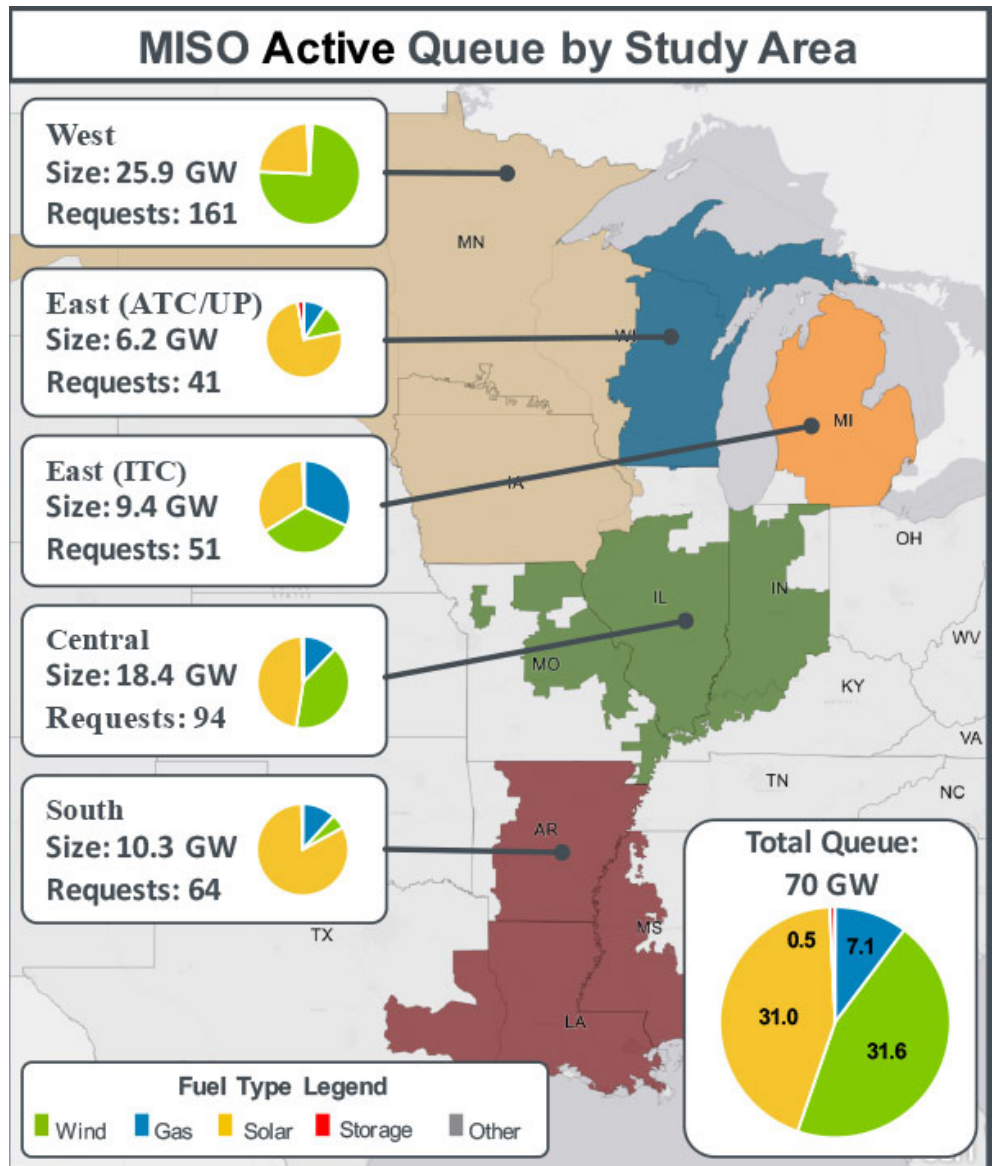 MISO Active Queue by Study Area
West
Size: 25.9 GW
Requests: 161
East (ATC/UP)
Size: 6.2 GW
Requests: 41
East (ITC)
Size: 9.4 GW
Requests: 51
Central
Size: 18.4 GW
Requests: 94
South
Size: 10.3 GW
Requests: 64
MN
WI
MI
IA
OH
IL
IN
MO
WV
KY
VA
TN
NC
AR
MS
TX
LA
Total Queue:
70 GW
0.5
7.1
31.0
31.6
Fuel Type Legend
Wind
Gas
Solar
Storage
Other